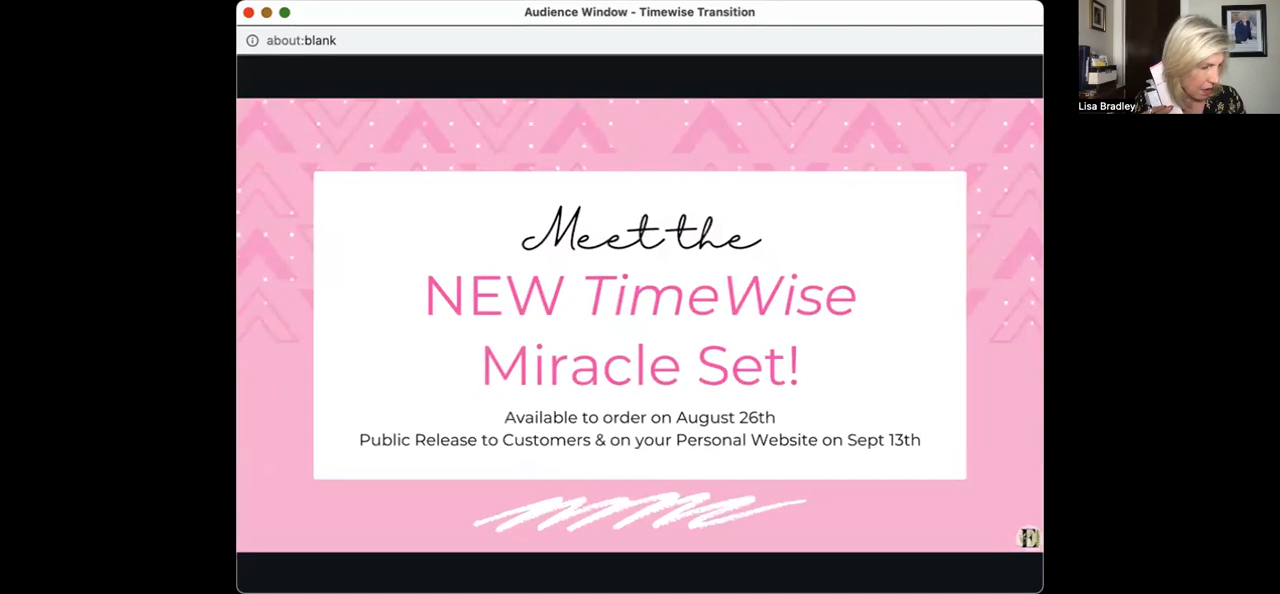 Audience Window - Timewise Transition
about:blank
Lisa Bradley
Meet the
NEW TimeWise
Miracle Set!
Available to order on August 26th
Public Release to Customers & on your Personal Website on Sept 13th